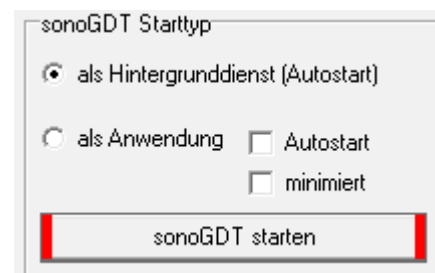 sonoGDT Starttyp
als Hintergrunddienst (Autostart)
als Anwendung Autostart
minimiert
sonoGDT starten